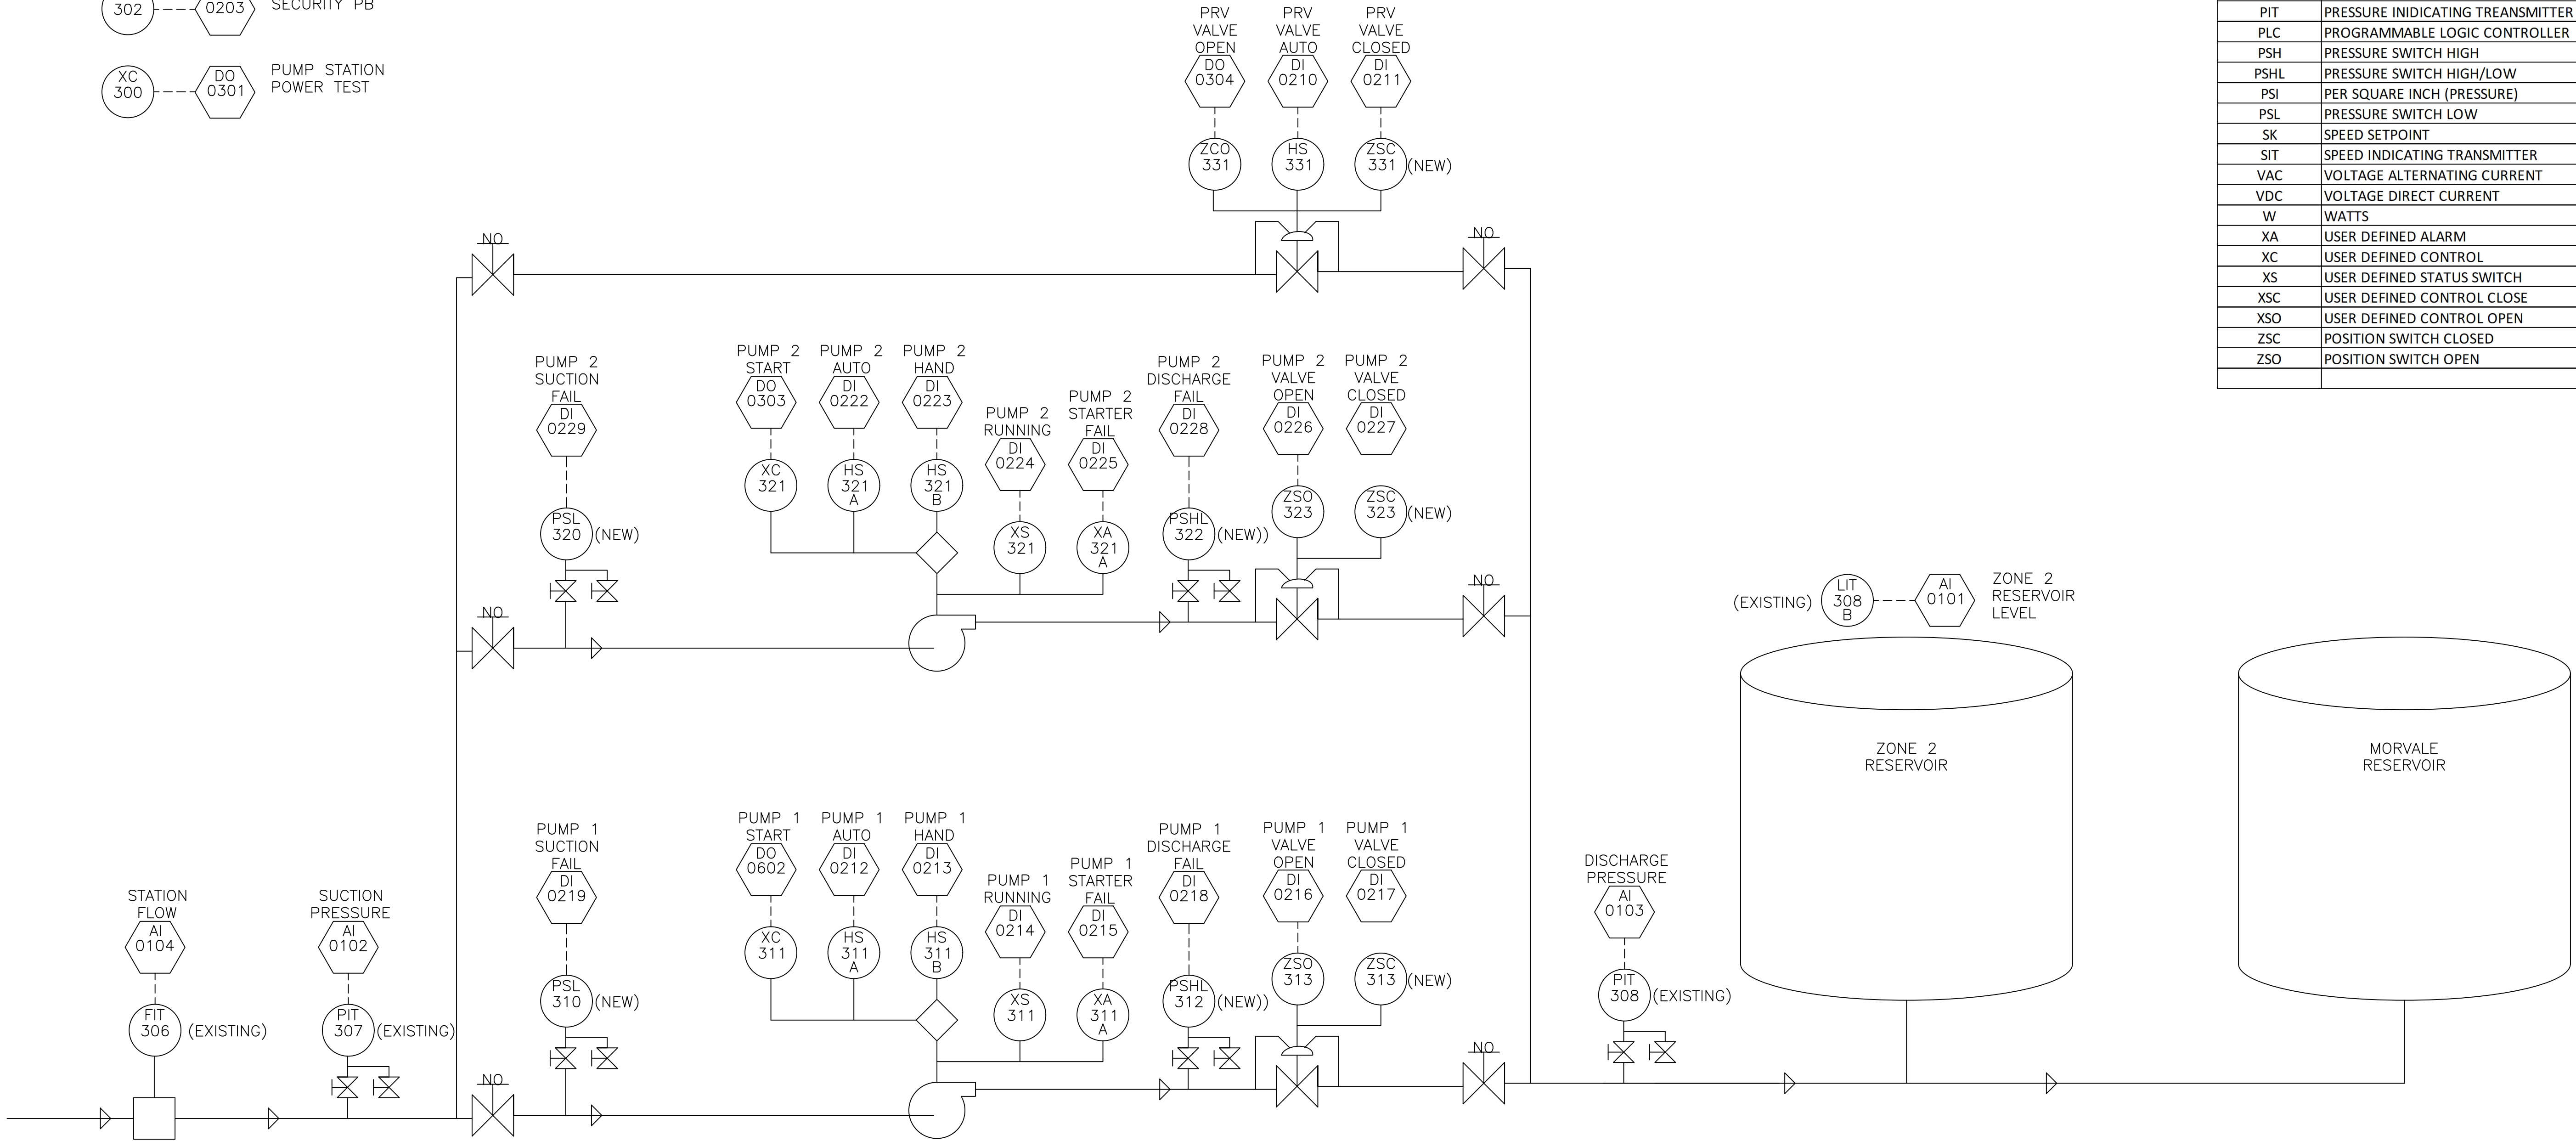 302
0203
SECURITY PB
XC
300
DO
0301
PUMP STATION
POWER TEST
PRV
VALVE
OPEN
DO
0304
PRV
VALVE
AUTO
DI
0210
PRV
VALVE
CLOSED
DI
0211
ZCO
331
HS
331
ZSC
331
(NEW)
NO
NO
PIT PRESSURE INIDICATING TREANSMITTER
PLC PROGRAMMABLE LOGIC CONTROLLER
PSH PRESSURE SWITCH HIGH
PSHL PRESSURE SWITCH HIGH/LOW
PSI PER SQUARE INCH (PRESSURE)
PSL PRESSURE SWITCH LOW
SK SPEED SETPOINT
SIT SPEED INDICATING TRANSMITTER
VAC VOLTAGE ALTERNATING CURRENT
VDC VOLTAGE DIRECT CURRENT
W WATTS
XA USER DEFINED ALARM
XC USER DEFINED CONTROL
XS USER DEFINED STATUS SWITCH
XSC USER DEFINED CONTROL CLOSE
XSO USER DEFINED CONTROL OPEN
ZSC POSITION SWITCH CLOSED
ZSO POSITION SWITCH OPEN
PUMP 2
SUCTION
FAIL
DI
0229
PSL
320
(NEW)
PUMP 2
START
DO
0303
XC
321
PUMP 2
AUTO
DI
0222
HS
321
A
PUMP 2
HAND
DI
0223
HS
321
B
PUMP 2
RUNNING
DI
0224
XS
321
PUMP 2
STARTER
FAIL
DI
0225
XA
321
A
PUMP 2
DISCHARGE
FAIL
DI
0228
PSHL
322
(NEW))
PUMP 2
VALVE
OPEN
DI
0226
ZSO
323
PUMP 2
VALVE
CLOSED
DI
0227
ZSC
323
(NEW)
NO
NO
(EXISTING)
LIT
308
B
AI
0101
ZONE 2
RESERVOIR
LEVEL
ZONE 2
RESERVOIR
MORVALE
RESERVOIR
STATION
FLOW
AI
0104
FIT
306
(EXISTING)
SUCTION
PRESSURE
AI
0102
PIT
307
(EXISTING)
PUMP 1
SUCTION
FAIL
DI
0219
PSL
310
(NEW)
PUMP 1
START
DO
0602
XC
311
PUMP 1
AUTO
DI
0212
HS
311
A
PUMP 1
HAND
DI
0213
HS
311
B
PUMP 1
RUNNING
DI
0214
XS
311
PUMP 1
STARTER
FAIL
DI
0215
XA
311
A
PUMP 1
DISCHARGE
FAIL
DI
0218
PSHL
312
(NEW))
PUMP 1
VALVE
OPEN
DI
0216
ZSO
313
PUMP 1
VALVE
CLOSED
DI
0217
ZSC
313
(NEW)
DISCHARGE
PRESSURE
AI
0103
PIT
308
(EXISTING)
NO
NO